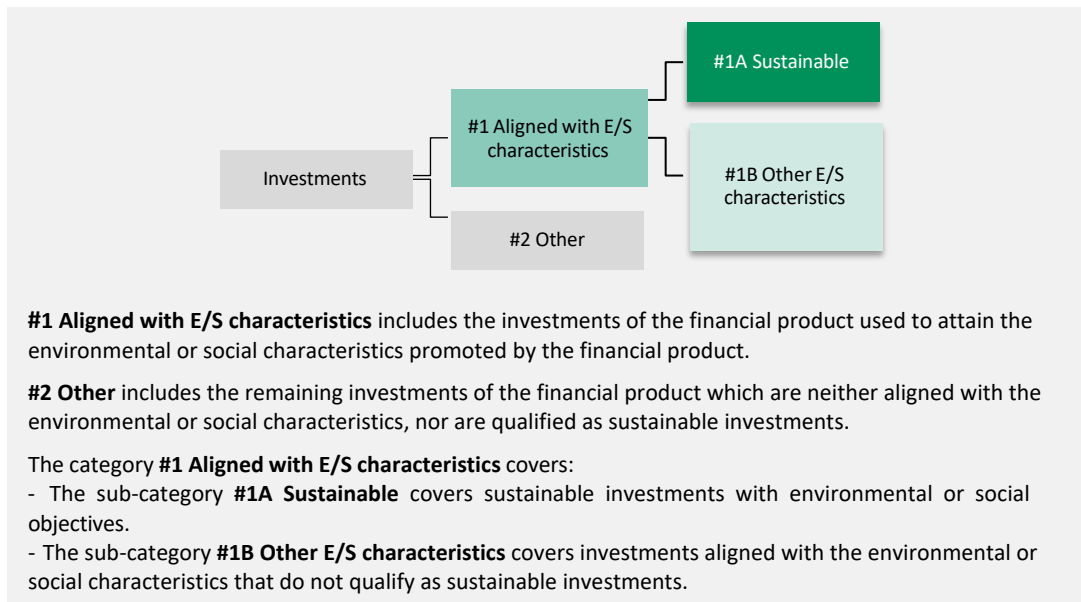 #1A Sustainable
#1 Aligned with E/S
characteristics
Investments
#1B Other E/S
characteristics
#2 Other
#1 Aligned with E/S characteristics includes the investments of the financial product used to attain the
environmental or social characteristics promoted by the financial product.
#2 Other includes the remaining investments of the financial product which are neither aligned with the
environmental or social characteristics, nor are qualified as sustainable investments.
The category #1 Aligned with E/S characteristics covers:
- The sub-category #1A Sustainable covers sustainable investments with environmental or social
objectives.
- The sub-category #1B Other E/S characteristics covers investments aligned with the environmental or
social characteristics that do not qualify as sustainable investments.